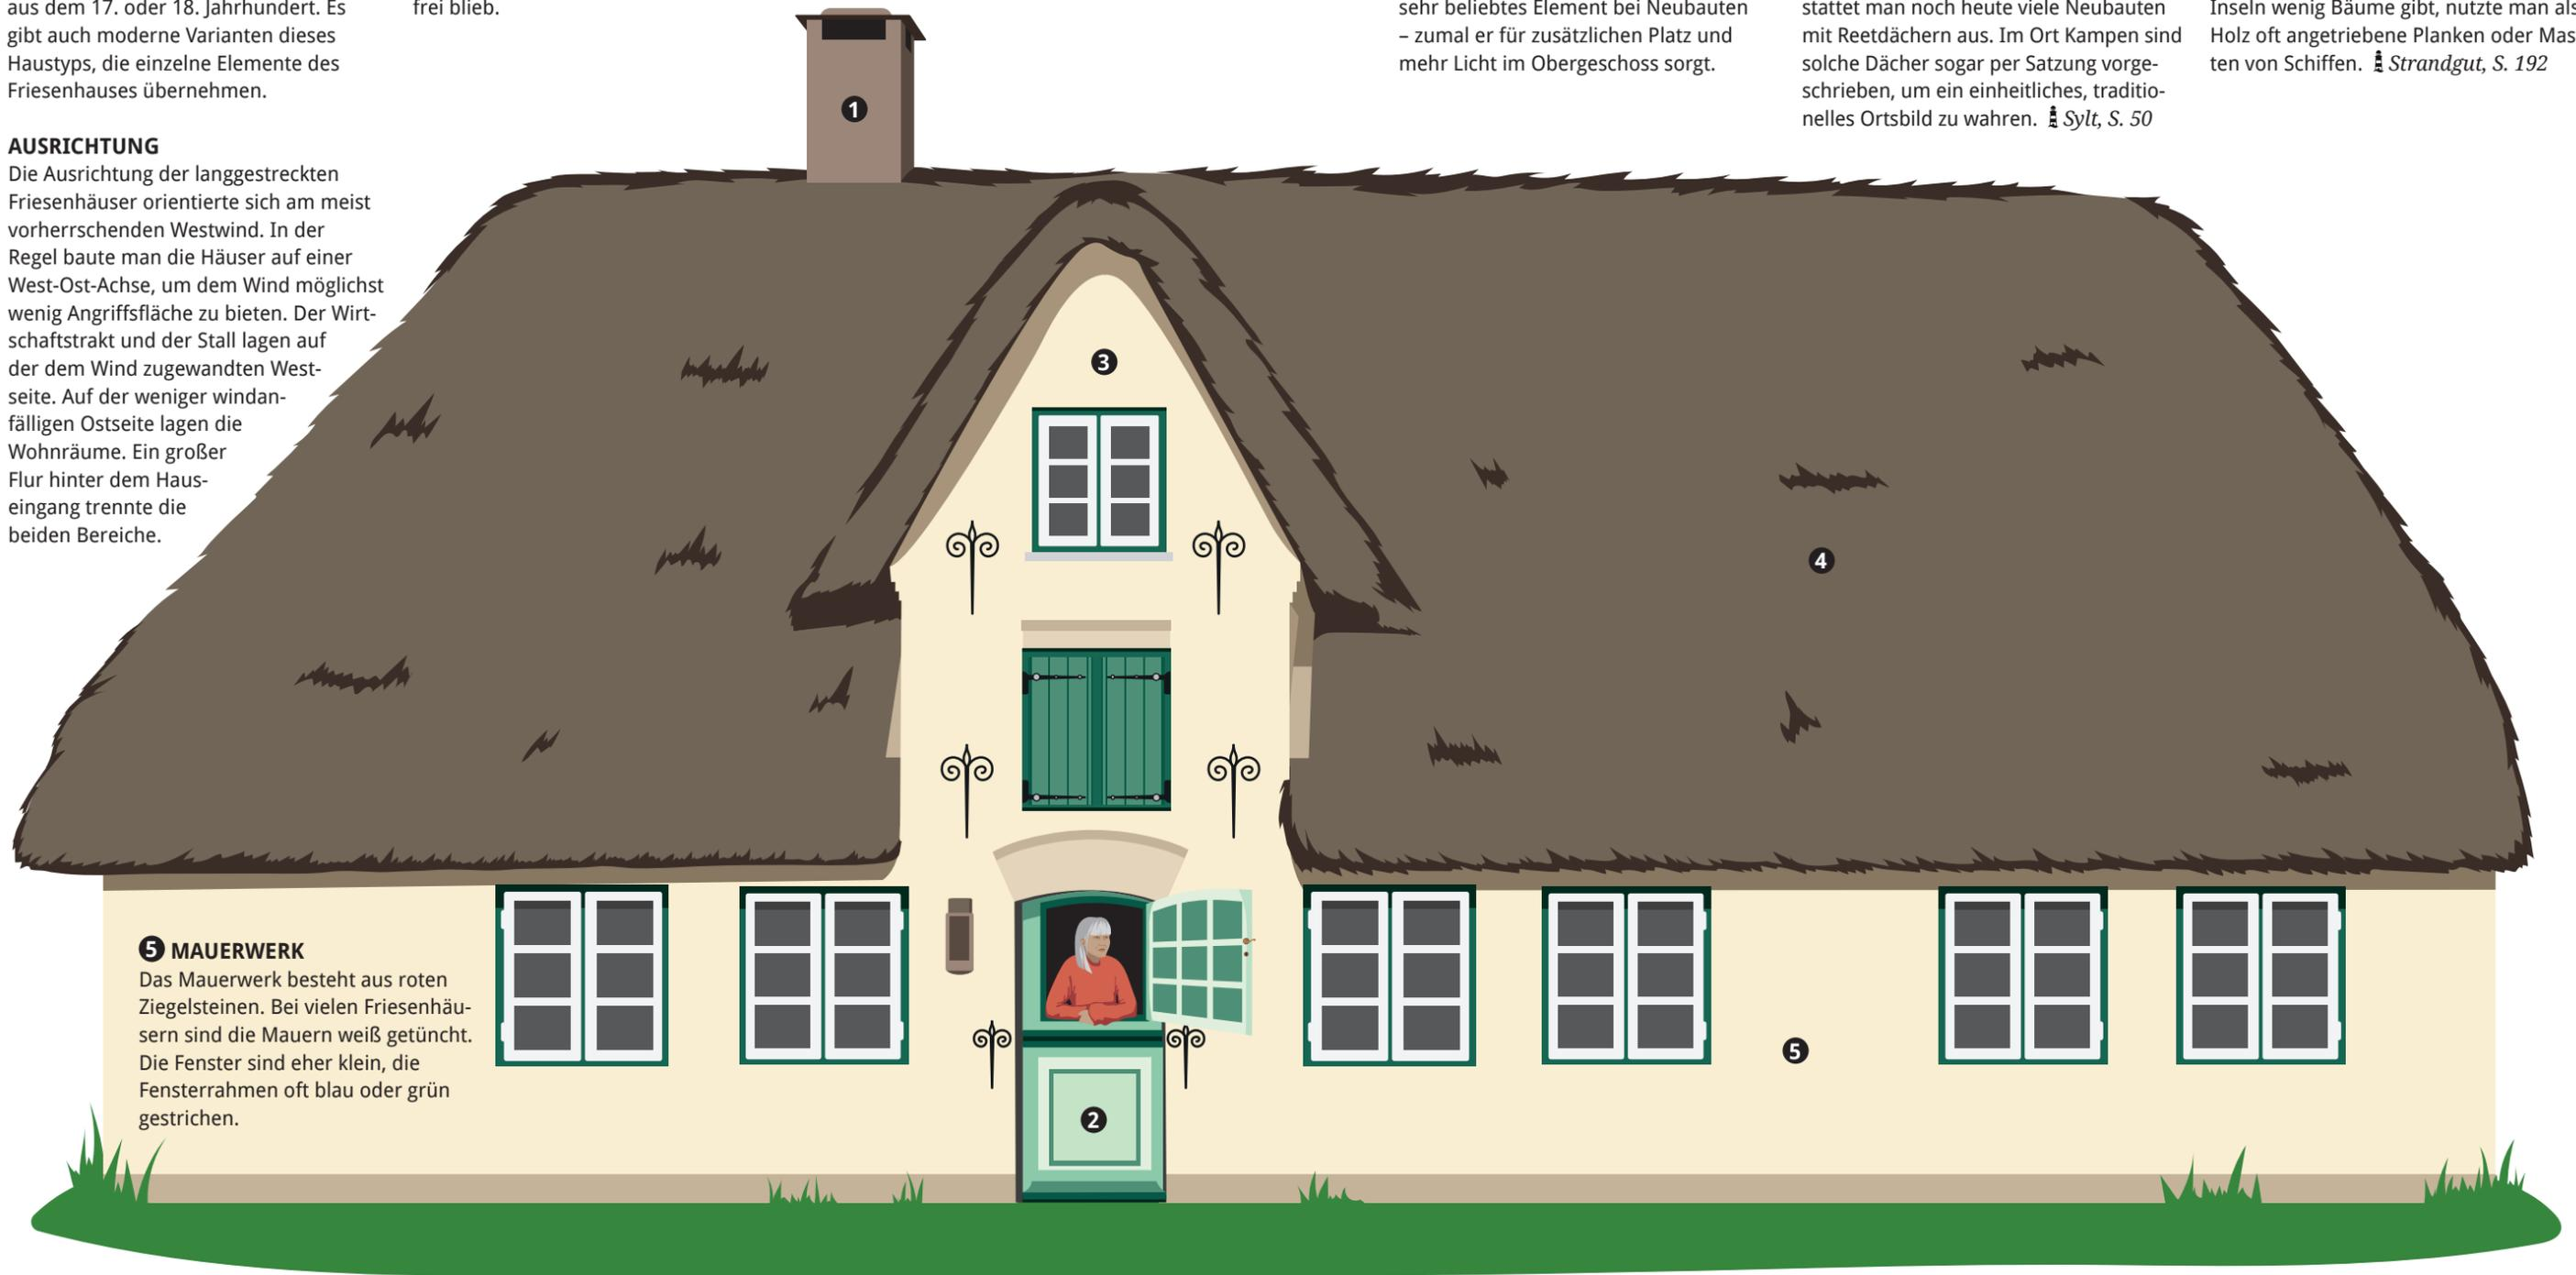 aus dem 17. oder 18. Jahrhundert. Es
gibt auch moderne Varianten dieses
Haustyps, die einzelne Elemente des
Friesenhauses übernehmen.
AUSRICHTUNG
Die Ausrichtung der langgestreckten
Friesenhäuser orientierte sich am meist
vorherrschenden Westwind. In der
Regel baute man die Häuser auf einer
West-Ost-Achse, um dem Wind möglichst
wenig Angriffsfläche zu bieten. Der Wirt-
schaftstrakt und der Stall lagen auf
der dem Wind zugewandten West-
seite. Auf der weniger windan-
fälligen Ostseite lagen die
Wohnräume. Ein großer
Flur hinter dem Haus-
eingang trennte die
beiden Bereiche.
frei blieb.
sehr beliebtes Element bei Neubauten
– zumal er für zusätzlichen Platz und
mehr Licht im Obergeschoss sorgt.
stattet man noch heute viele Neubauten
mit Reetdächern aus. Im Ort Kampen sind
solche Dächer sogar per Satzung vorge-
schrieben, um ein einheitliches, traditio-
nelles Ortsbild zu wahren. Sylt, S. 50
Inseln wenig Bäume gibt, nutzte man als
Holz oft angetriebene Planken oder Mas
ten von Schiffen. Strandgut, S. 192
1
3
4
5 MAUERWERK
Das Mauerwerk besteht aus roten
Ziegelsteinen. Bei vielen Friesenhäu-
sern sind die Mauern weiß getüncht.
Die Fenster sind eher klein, die
Fensterrahmen oft blau oder grün
gestrichen.
2
5